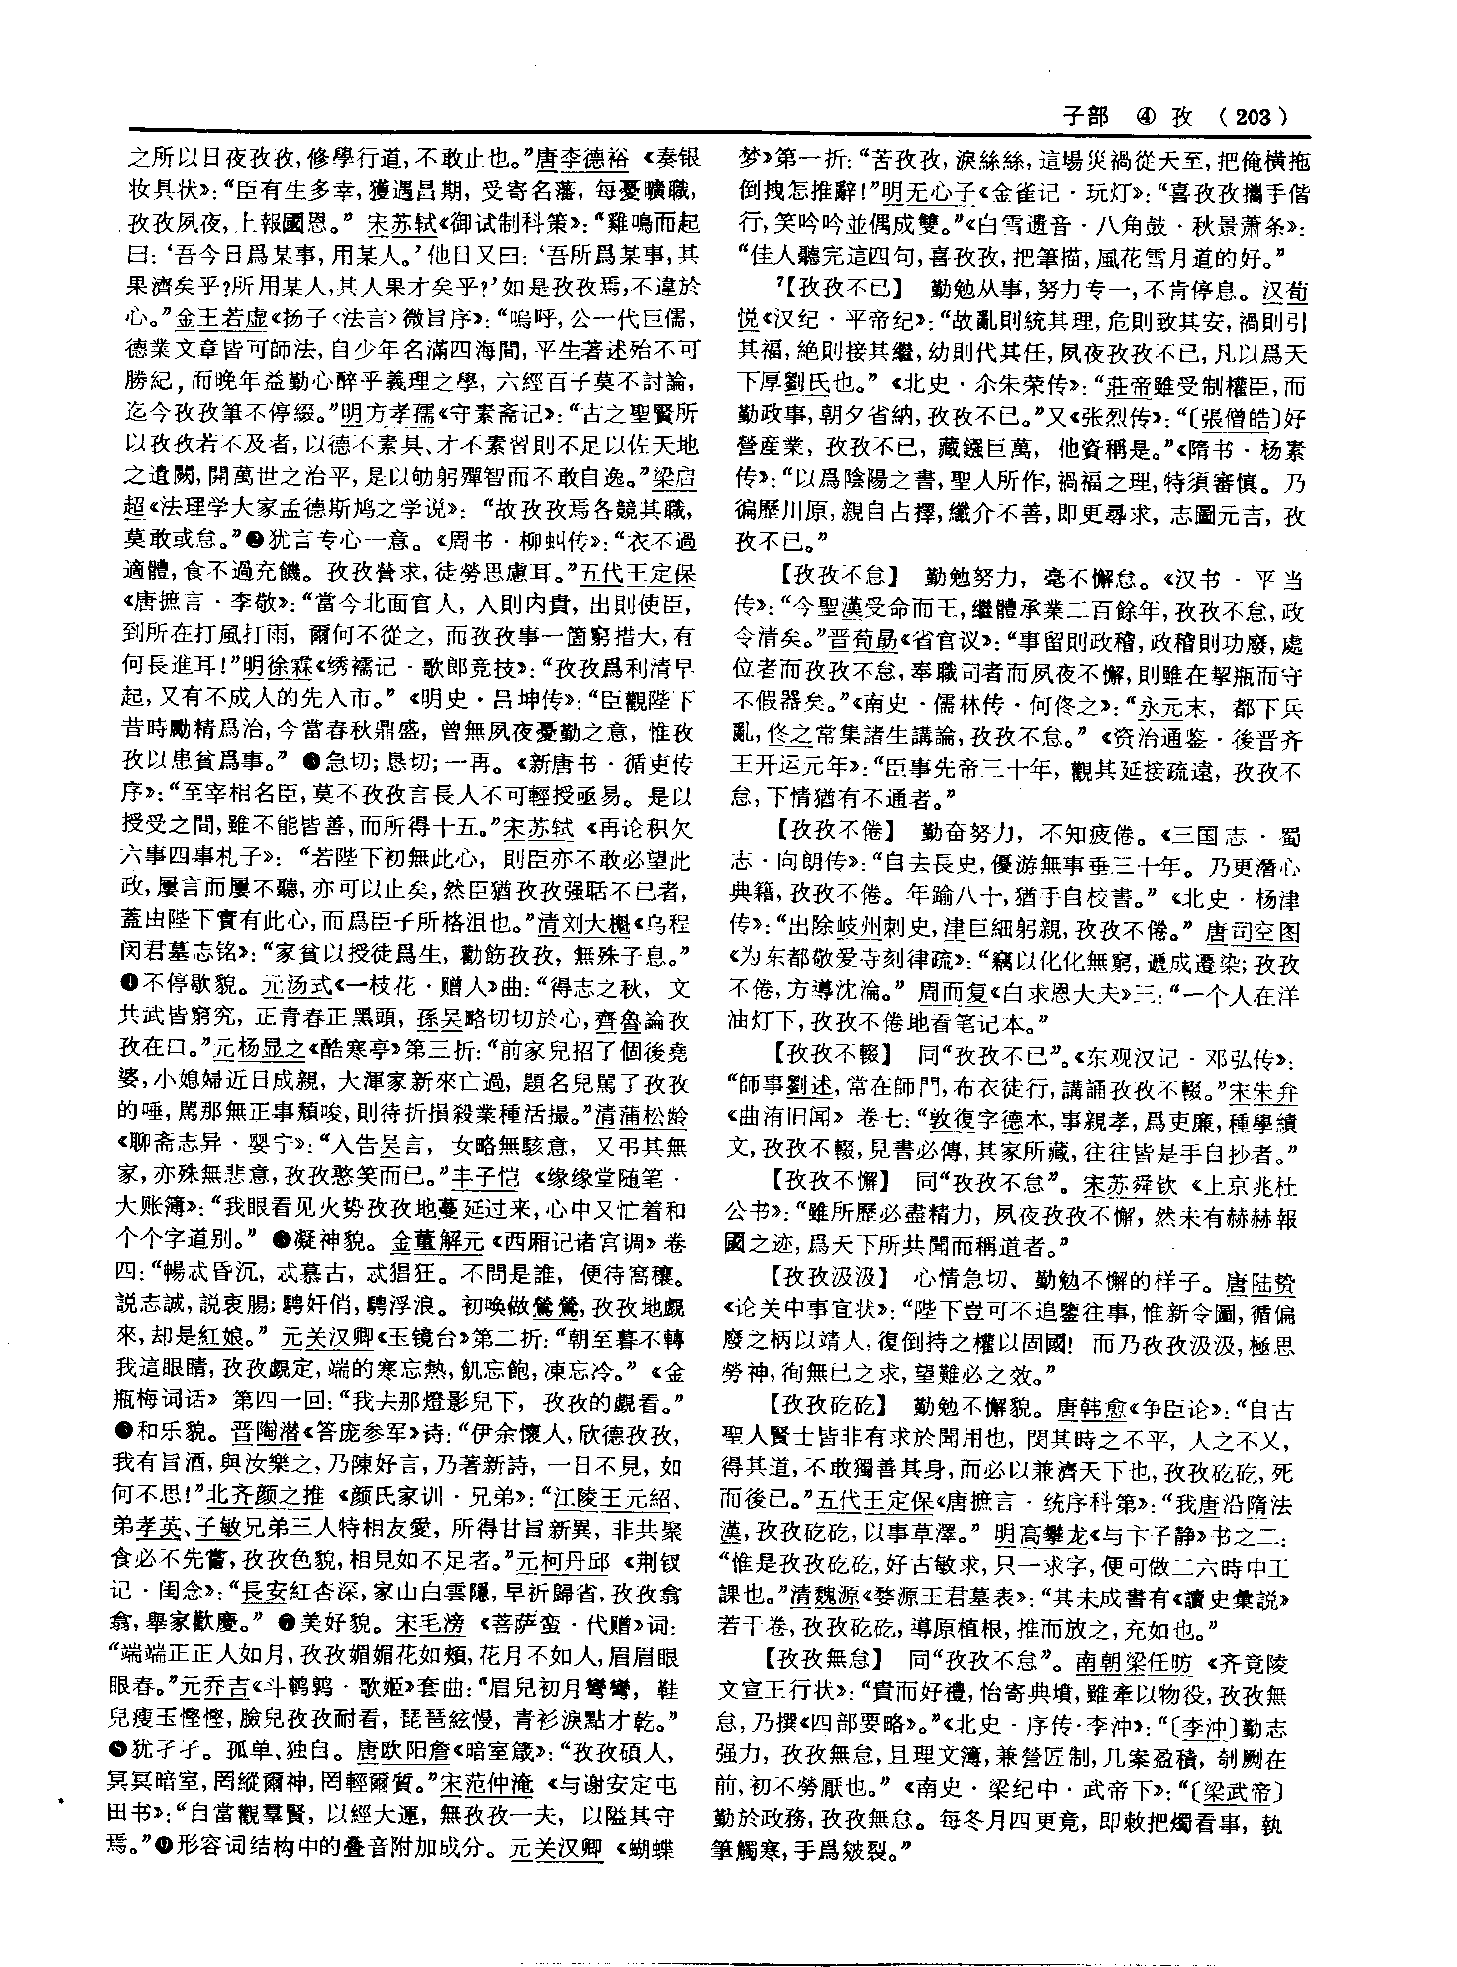 子部 ④ 孜 （203）
之所以日夜孜孜，修學行道，不敢止也。”唐李德裕《奏银
妆具状》：“臣有生多幸，獲遇昌期，受寄名藩，每憂曠職，
孜孜夙夜，上報國恩。”宋苏轼《御试制科策》：“雞鳴而起
曰：‘吾今日爲某事，用某人。’他日又曰：‘吾所爲某事，其
果濟矣乎？所用某人，其人果才矣乎？’如是孜孜焉，不違於
心。”金王若虚《扬子〈法言〉微旨序》：“嗚呼，公一代巨儒，
德業文章皆可師法，自少年名滿四海間，平生著述殆不可
勝紀，而晚年益勤心醉乎義理之學，六經百子莫不討論，
迄今孜孜筆不停綴。”明方孝孺《守素斋记》：“古之聖賢所
以孜孜若不及者，以德不素具、才不素習則不足以佐天地
之遺闕，開萬世之治平，是以劬躬殫智而不敢自逸。”梁启
超《法理学大家孟德斯鸠之学说》：“故孜孜焉各競其職，
莫敢或怠。”❷犹言专心一意。《周书·柳虬传》：“衣不過
適體，食不過充饑。孜孜營求，徒勞思慮耳。”五代王定保
《唐摭言·李敬》：“當今北面官人，入則内貴，出則使臣，
到所在打風打雨，爾何不從之，而孜孜事一箇窮措大，有
何長進耳！”明徐霖《绣襦记·歌郎竞技》：“孜孜爲利清早
起，又有不成人的先入市。”《明史·吕坤传》：“臣觀陛下
昔時勵精爲治，今當春秋鼎盛，曾無夙夜憂勤之意，惟孜
孜以患貧爲事。”❸急切；恳切；一再。《新唐书·循吏传
序》：“至宰相名臣，莫不孜孜言長人不可輕授亟易。是以
授受之間，雖不能皆善，而所得十五。”宋苏轼《再论积欠
六事四事札子》：“若陛下初無此心，則臣亦不敢必望此
政，屢言而屢不聽，亦可以止矣，然臣猶孜孜强聒不已者，
蓋由陛下實有此心，而爲臣子所格沮也。”清刘大櫆《乌程
闵君墓志铭》：“家貧以授徒爲生，勸飭孜孜，無殊子息。”
❹不停歇貌。元汤式《一枝花·赠人》曲：“得志之秋，文
共武皆窮究，正青春正黑頭，孫吴略切切於心，齊魯論孜
孜在口。”元杨显之《酷寒亭》第三折：“前家兒招了個後堯
婆，小媳婦近日成親，大渾家新來亡過，題名兒駡了孜孜
的唾，駡那無正事頹唆，則待折損殺業種活撮。”清蒲松龄
《聊斋志异·婴宁》：“入告吴言，女略無駭意，又弔其無
家，亦殊無悲意，孜孜憨笑而已。”丰子恺《缘缘堂随笔·
大账簿》：“我眼看见火势孜孜地蔓延过来，心中又忙着和
个个字道别。”❺凝神貌。金董解元《西厢记诸宫调》卷
四：“暢忒昏沉，忒慕古，忒猖狂。不問是誰，便待窩穰。
説志誠，説衷腸；騁奸俏，騁浮浪。初唤做鶯鶯，孜孜地覷
來，却是紅娘。”元关汉卿《玉镜台》第二折：“朝至暮不轉
我這眼睛，孜孜覷定，端的寒忘熱，飢忘飽，凍忘冷。”《金
瓶梅词话》第四一回：“我去那燈影兒下，孜孜的覷看。”
❻和乐貌。晋陶潜《答庞参军》诗：“伊余懷人，欣德孜孜，
我有旨酒，與汝樂之，乃陳好言，乃著新詩，一日不見，如
何不思！”北齐颜之推《颜氏家训·兄弟》：“江陵王元紹、
弟孝英、子敏兄弟三人特相友愛，所得甘旨新異，非共聚
食必不先嘗，孜孜色貌，相見如不足者。”元柯丹邱《荆钗
记·闺念》：“長安紅杏深，家山白雲隱，早祈歸省，孜孜翕
翕，舉家歡慶。”❼美好貌。宋毛滂《菩萨蛮·代赠》词：
“端端正正人如月，孜孜媚媚花如頰，花月不如人，眉眉眼
眼春。”元乔吉《斗鹌鹑·歌姬》套曲：“眉兒初月彎彎，鞋
兒瘦玉慳慳，臉兒孜孜耐看，琵琶絃慢，青衫淚點才乾。”
❽犹孑孑。孤单、独自。唐欧阳詹《暗室箴》：“孜孜碩人，
冥冥暗室，罔縱爾神，罔輕爾質。”宋范仲淹《与谢安定屯
田书》：“自當觀羣賢，以經大運，無孜孜一夫，以隘其守
焉。”❾形容词结构中的叠音附加成分。元关汉卿《蝴蝶
梦》第一折：“苦孜孜，淚絲絲，這場災禍從天至，把俺横拖
倒拽怎推辭！”明无心子《金雀记·玩灯》：“喜孜孜攜手偕
行，笑吟吟並偶成雙。”《白雪遗音·八角鼓·秋景萧条》：
“佳人聽完這四句，喜孜孜，把筆描，風花雪月道的好。”
⁷【孜孜不已】 勤勉从事，努力专一，不肯停息。汉荀
悦《汉纪·平帝纪》：“故亂則統其理，危則致其安，禍則引
其福，絶則接其繼，幼則代其任，夙夜孜孜不已，凡以爲天
下厚劉氏也。”《北史·尒朱荣传》：“莊帝雖受制權臣，而
勤政事，朝夕省納，孜孜不已。”又《张烈传》：“〔張僧皓〕好
營産業，孜孜不已，藏鏹巨萬，他資稱是。”《隋书·杨素
传》：“以爲陰陽之書，聖人所作，禍福之理，特須審慎。乃
徧歷川原，親自占擇，纖介不善，即更尋求，志圖元吉，孜
孜不已。”
【孜孜不怠】 勤勉努力，毫不懈怠。《汉书·平当
传》：“今聖漢受命而王，繼體承業二百餘年，孜孜不怠，政
令清矣。”晋荀勗《省官议》：“事留則政稽，政稽則功廢，處
位者而孜孜不怠，奉職司者而夙夜不懈，則雖在挈瓶而守
不假器矣。”《南史·儒林传·何佟之》：“永元末，都下兵
亂，佟之常集諸生講論，孜孜不怠。”《资治通鉴·後晋齐
王开运元年》：“臣事先帝三十年，觀其延接疏遠，孜孜不
怠，下情猶有不通者。”
【孜孜不倦】 勤奋努力，不知疲倦。《三国志·蜀
志·向朗传》：“自去長史，優游無事垂三十年。乃更潛心
典籍，孜孜不倦。年踰八十，猶手自校書。”《北史·杨津
传》：“出除岐州刺史，津巨細躬親，孜孜不倦。”唐司空图
《为东都敬爱寺刻律疏》：“竊以化化無窮，遞成遷染；孜孜
不倦，方導沈淪。”周而复《白求恩大夫》三：“一个人在洋
油灯下，孜孜不倦地看笔记本。”
【孜孜不輟】 同“孜孜不已”。《东观汉记·邓弘传》：
“師事劉述，常在師門，布衣徒行，講誦孜孜不輟。”宋朱弁
《曲洧旧闻》卷七：“敦復字德本，事親孝，爲吏廉，種學績
文，孜孜不輟，見書必傳，其家所藏，往往皆是手自抄者。”
【孜孜不懈】 同“孜孜不怠”。宋苏舜钦《上京兆杜
公书》：“雖所歷必盡精力，夙夜孜孜不懈，然未有赫赫報
國之迹，爲天下所共聞而稱道者。”
【孜孜汲汲】 心情急切、勤勉不懈的样子。唐陆贽
《论关中事宜状》：“陛下豈可不追鑒往事，惟新令圖，循偏
廢之柄以靖人，復倒持之權以固國！而乃孜孜汲汲，極思
勞神，徇無已之求，望難必之效。”
【孜孜矻矻】 勤勉不懈貌。唐韩愈《争臣论》：“自古
聖人賢士皆非有求於聞用也，閔其時之不平，人之不乂，
得其道，不敢獨善其身，而必以兼濟天下也，孜孜矻矻，死
而後已。”五代王定保《唐摭言·统序科第》：“我唐沿隋法
漢，孜孜矻矻，以事草澤。”明高攀龙《与卞子静》书之二：
“惟是孜孜矻矻，好古敏求，只一求字，便可做二六時中工
課也。”清魏源《婺源王君墓表》：“其未成書有《讀史彙説》
若干卷，孜孜矻矻，導原植根，推而放之，充如也。”
【孜孜無怠】 同“孜孜不怠”。南朝梁任昉《齐竟陵
文宣王行状》：“貴而好禮，怡寄典墳，雖牽以物役，孜孜無
怠，乃撰《四部要略》。”《北史·序传·李冲》：“〔李沖〕勤志
强力，孜孜無怠，且理文簿，兼營匠制，几案盈積，剞劂在
前，初不勞厭也。”《南史·梁纪中·武帝下》：“〔梁武帝〕
勤於政務，孜孜無怠。每冬月四更竟，即敕把燭看事，執
筆觸寒，手爲皴裂。”